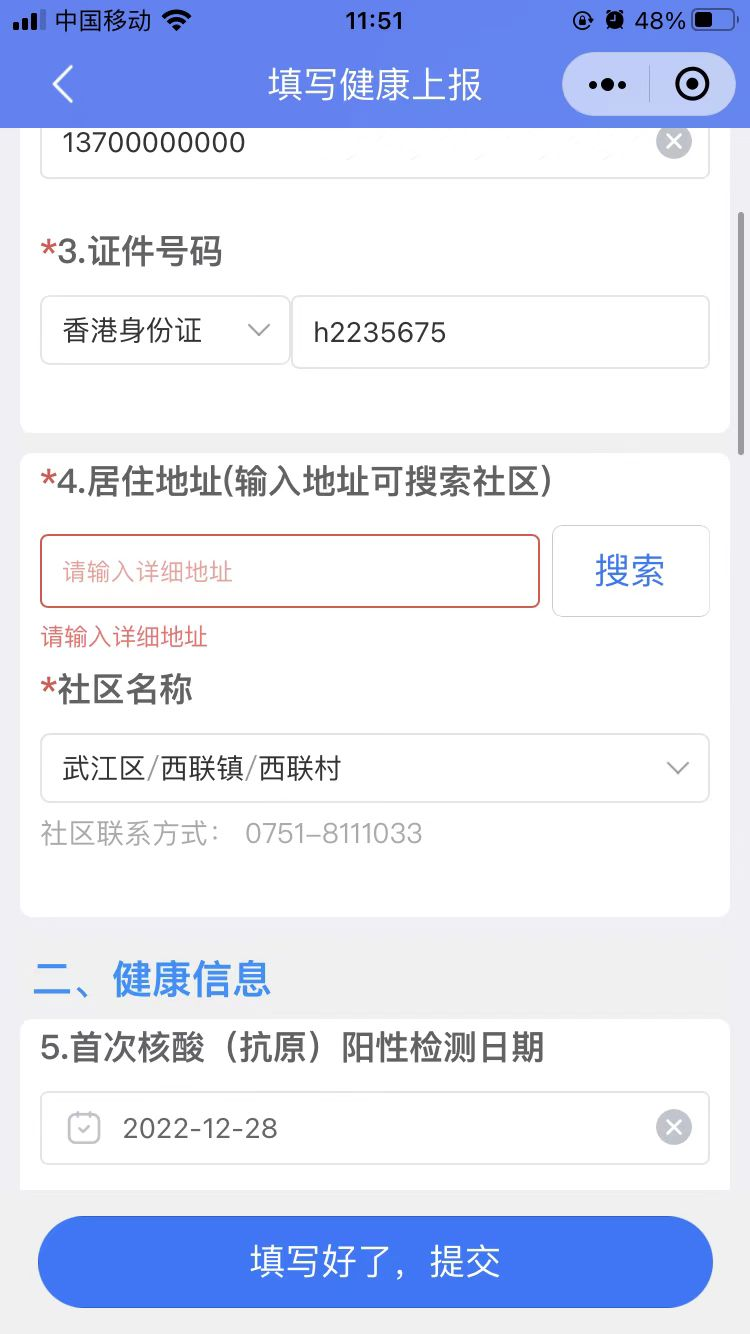 中国移动 11:51 48%
填写健康上报
13700000000
*3.证件号码
香港身份证 h2235675
*4.居住地址(输入地址可搜索社区)
请输入详细地址 搜索
请输入详细地址
*社区名称
武江区/西联镇/西联村
社区联系方式: 0751-8111033
二、健康信息
5.首次核酸（抗原）阳性检测日期
2022-12-28
填写好了，提交